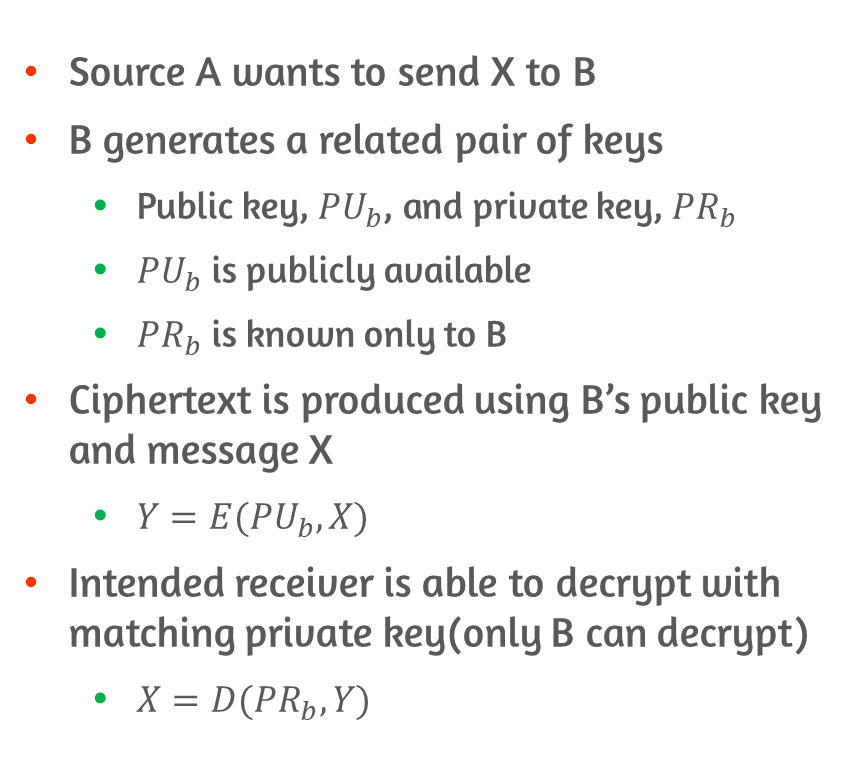 • Source A wants to send X to B
• B generates a related pair of keys
• Public key, $PU_b$, and private key, $PR_b$
• $PU_b$ is publicly available
• $PR_b$ is known only to B
• Ciphertext is produced using B’s public key
and message X
• $Y = E(PU_b, X)$
• Intended receiver is able to decrypt with
matching private key(only B can decrypt)
• $X = D(PR_b, Y)$